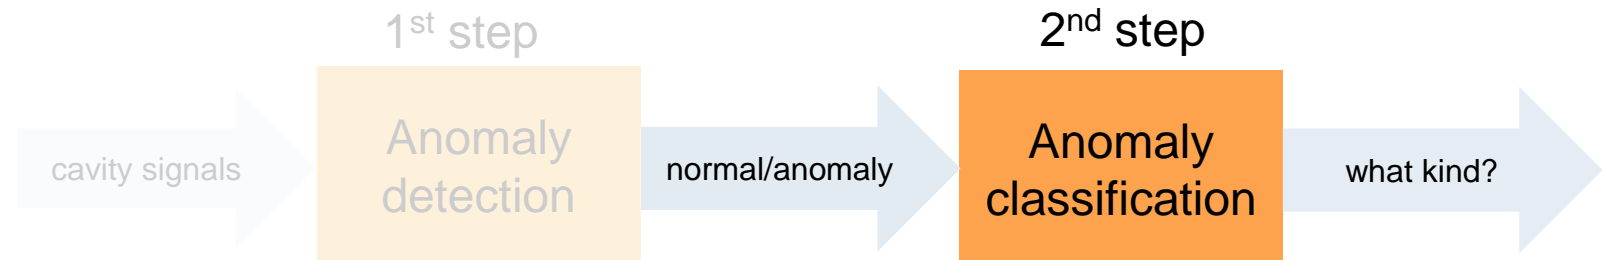 1st step
2nd step
cavity signals
Anomaly
detection
normal/anomaly
Anomaly
classification
what kind?